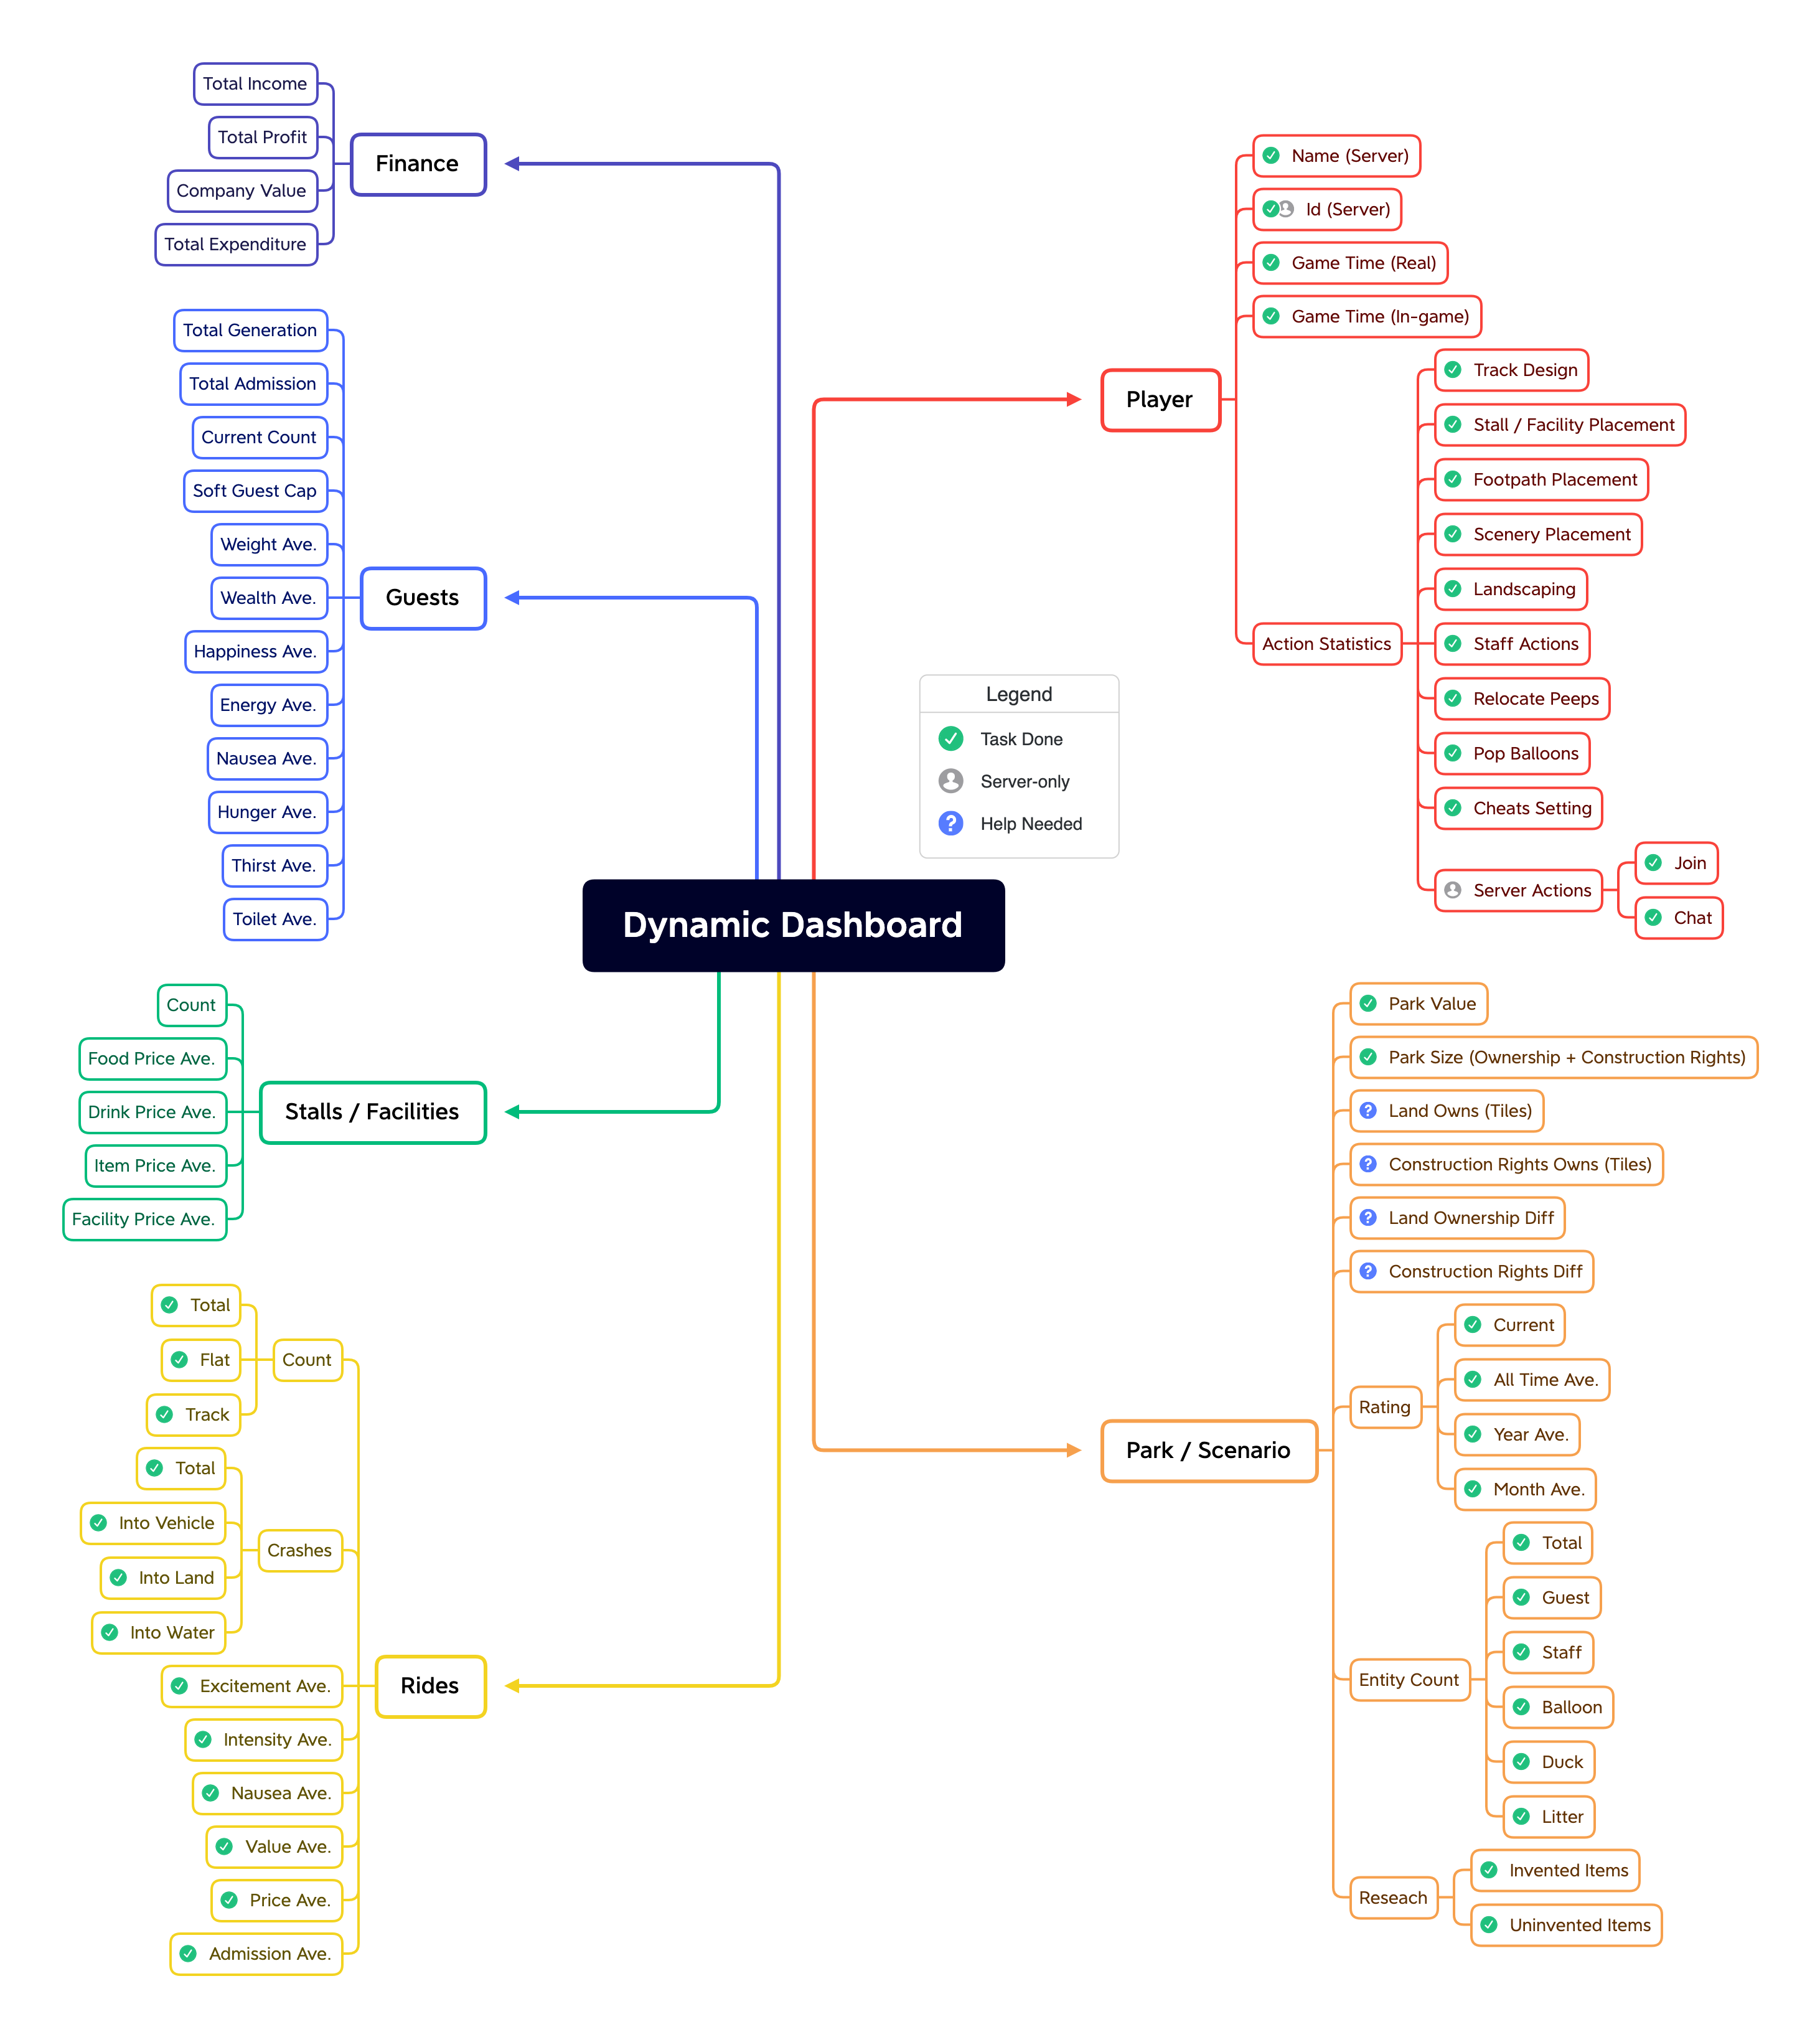 Total Income
Total Profit
Company Value
Total Expenditure
Finance
Total Generation
Total Admission
Current Count
Soft Guest Cap
Weight Ave.
Wealth Ave.
Happiness Ave.
Energy Ave.
Nausea Ave.
Hunger Ave.
Thirst Ave.
Toilet Ave.
Guests
Count
Food Price Ave.
Drink Price Ave.
Item Price Ave.
Facility Price Ave.
Stalls / Facilities
Total
Flat
Track
Count
Total
Into Vehicle
Into Land
Into Water
Crashes
Excitement Ave.
Intensity Ave.
Nausea Ave.
Value Ave.
Price Ave.
Admission Ave.
Rides
Dynamic Dashboard
Legend
Task Done
Server-only
Help Needed
Player
Name (Server)
Id (Server)
Game Time (Real)
Game Time (In-game)
Action Statistics
Track Design
Stall / Facility Placement
Footpath Placement
Scenery Placement
Landscaping
Staff Actions
Relocate Peeps
Pop Balloons
Cheats Setting
Server Actions
Join
Chat
Park / Scenario
Park Value
Park Size (Ownership + Construction Rights)
Land Owns (Tiles)
Construction Rights Owns (Tiles)
Land Ownership Diff
Construction Rights Diff
Rating
Current
All Time Ave.
Year Ave.
Month Ave.
Entity Count
Total
Guest
Staff
Balloon
Duck
Litter
Reseach
Invented Items
Uninvented Items